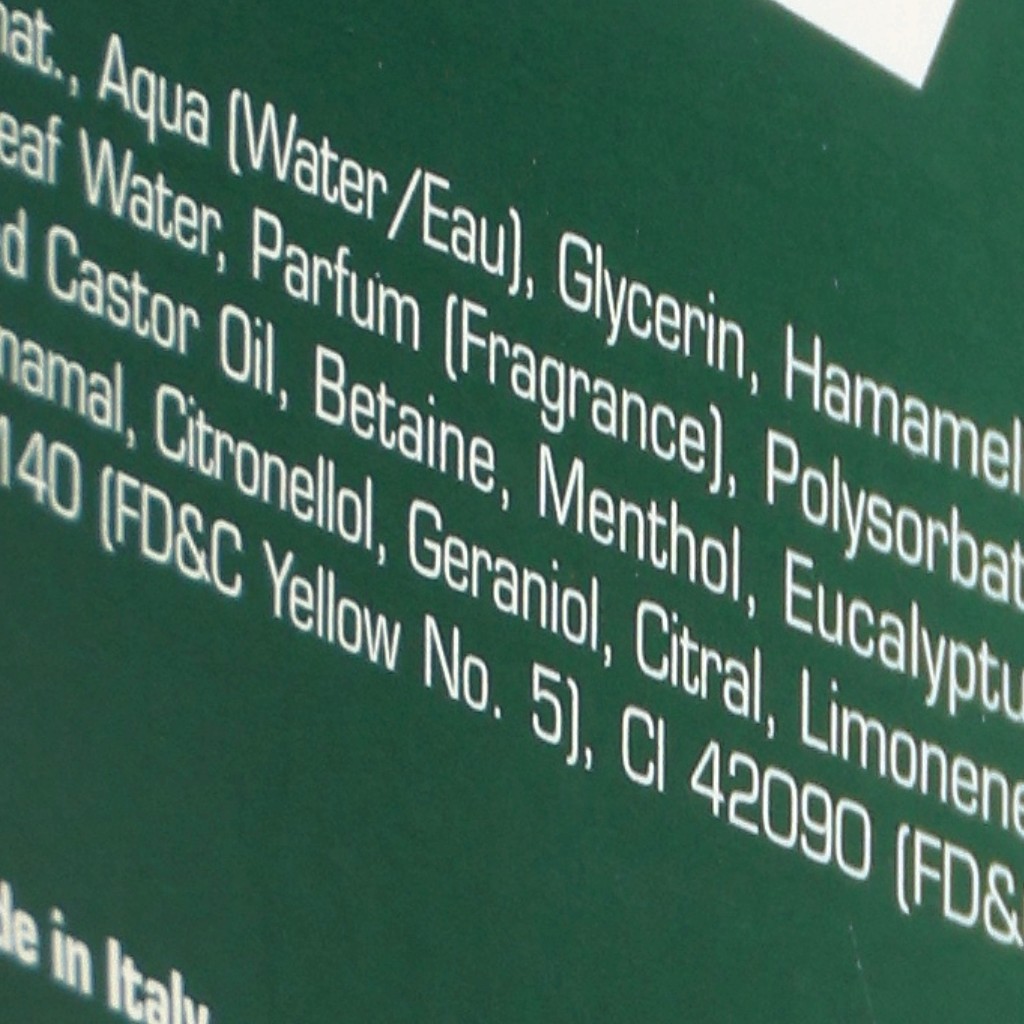 nat., Aqua (Water/Eau), Glycerin, Hamamel
eaf Water, Parfum (Fragrance), Polysorbat
d Castor Oil, Betaine, Menthol, Eucalyptu
namal, Citronellol, Geraniol, Citral, Limonene
140 (FD&C Yellow No. 5), CI 42090 (FD&
de in Italy